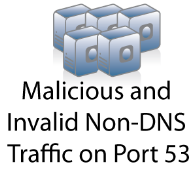 Malicious and
Invalid Non-DNS
Traffic on Port 53